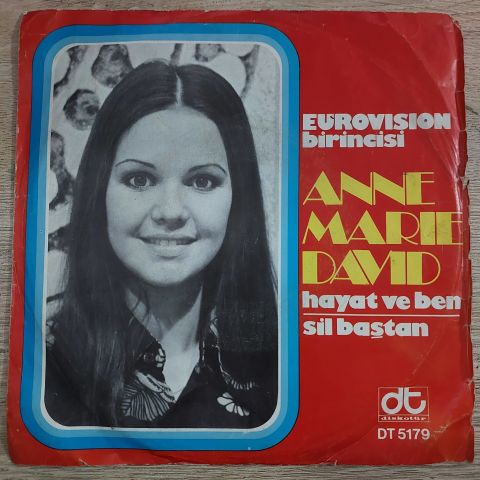 EUROVISION
birincisi
ANNE
MARIE
DAVID
hayat ve ben
sil baştan
dt
diskotür
DT 5179